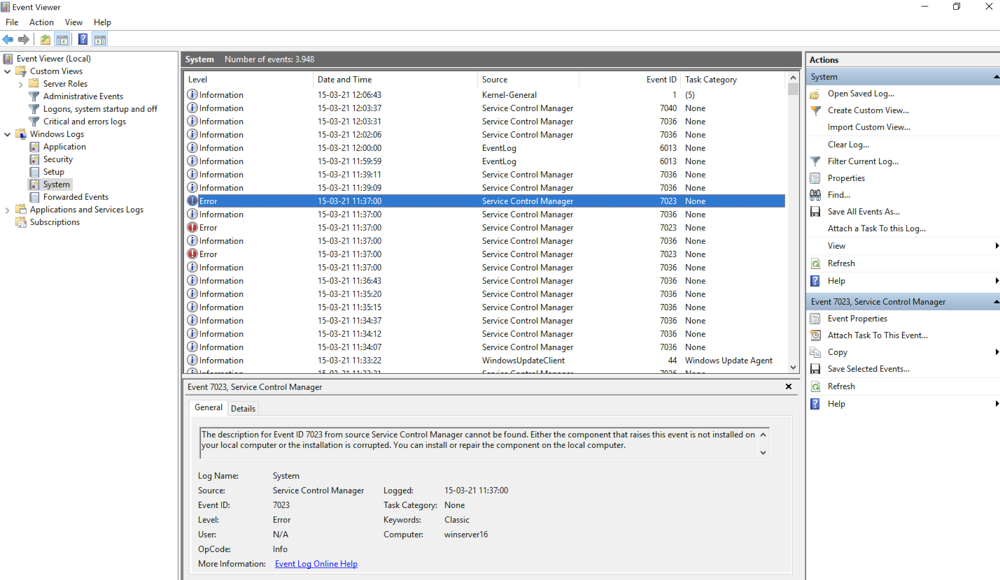 Event Viewer
File Action View Help
Event Viewer (Local)
Custom Views
Server Roles
Administrative Events
Logons, system startup and off
Critical and errors logs
Windows Logs
Application
Security
Setup
System
Forwarded Events
Applications and Services Logs
Subscriptions
System Number of events: 3.948
Level Date and Time Source Event ID Task Category
Information 15-03-21 12:06:43 Kernel-General 1 (5)
Information 15-03-21 12:03:37 Service Control Manager 7040 None
Information 15-03-21 12:03:31 Service Control Manager 7036 None
Information 15-03-21 12:02:06 Service Control Manager 7036 None
Information 15-03-21 12:00:00 EventLog 6013 None
Information 15-03-21 11:59:59 EventLog 6013 None
Information 15-03-21 11:39:11 Service Control Manager 7036 None
Information 15-03-21 11:39:09 Service Control Manager 7036 None
Error 15-03-21 11:37:00 Service Control Manager 7023 None
Information 15-03-21 11:37:00 Service Control Manager 7036 None
Error 15-03-21 11:37:00 Service Control Manager 7023 None
Information 15-03-21 11:37:00 Service Control Manager 7036 None
Error 15-03-21 11:37:00 Service Control Manager 7023 None
Information 15-03-21 11:37:00 Service Control Manager 7036 None
Information 15-03-21 11:36:43 Service Control Manager 7036 None
Information 15-03-21 11:35:20 Service Control Manager 7036 None
Information 15-03-21 11:35:15 Service Control Manager 7036 None
Information 15-03-21 11:34:37 Service Control Manager 7036 None
Information 15-03-21 11:34:12 Service Control Manager 7036 None
Information 15-03-21 11:34:07 Service Control Manager 7036 None
Information 15-03-21 11:33:22 WindowsUpdateClient 44 Windows Update Agent
Event 7023, Service Control Manager
General Details
The description for Event ID 7023 from source Service Control Manager cannot be found. Either the component that raises this event is not installed on
your local computer or the installation is corrupted. You can install or repair the component on the local computer.
Log Name: System
Source: Service Control Manager Logged: 15-03-21 11:37:00
Event ID: 7023 Task Category: None
Level: Error Keywords: Classic
User: N/A Computer: winserver16
OpCode: Info
More Information: Event Log Online Help
Actions
System
Open Saved Log...
Create Custom View...
Import Custom View...
Clear Log...
Filter Current Log...
Properties
Find...
Save All Events As...
Attach a Task To this Log...
View
Refresh
Help
Event 7023, Service Control Manager
Event Properties
Attach Task To This Event...
Copy
Save Selected Events...
Refresh
Help